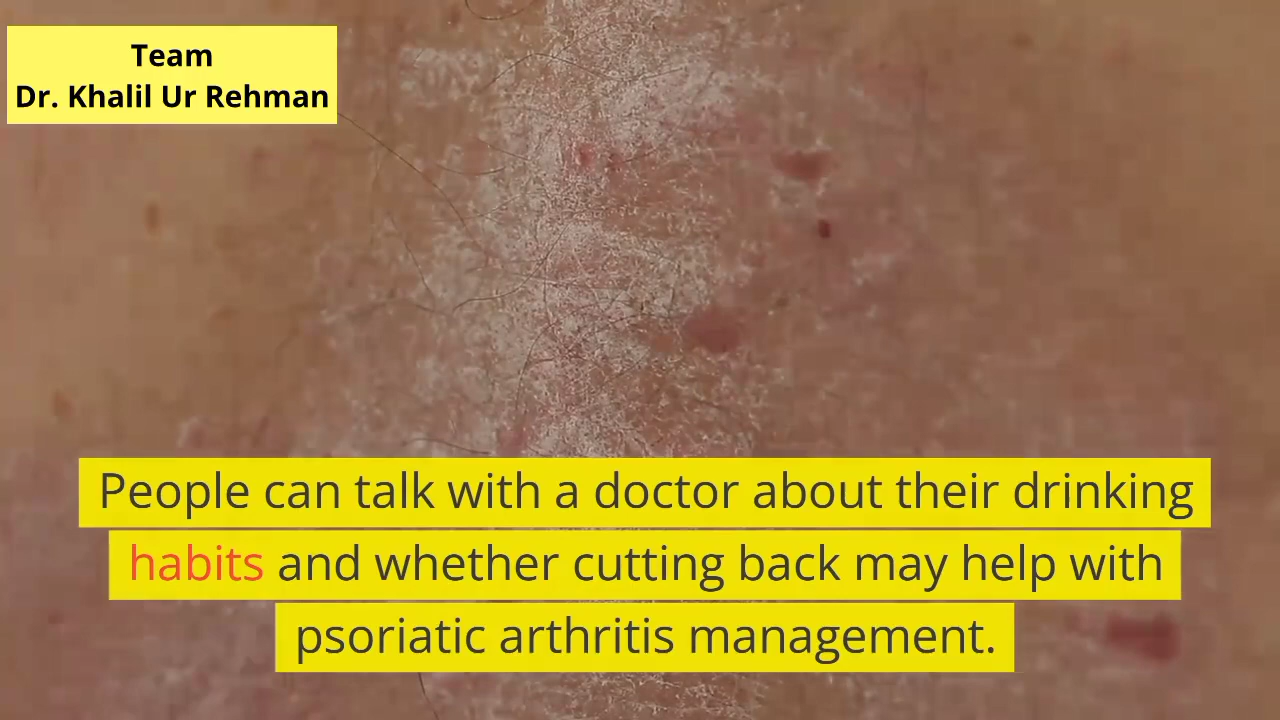 Team
Dr. Khalil Ur Rehman
People can talk with a doctor about their drinking
habits and whether cutting back may help with
psoriatic arthritis management.